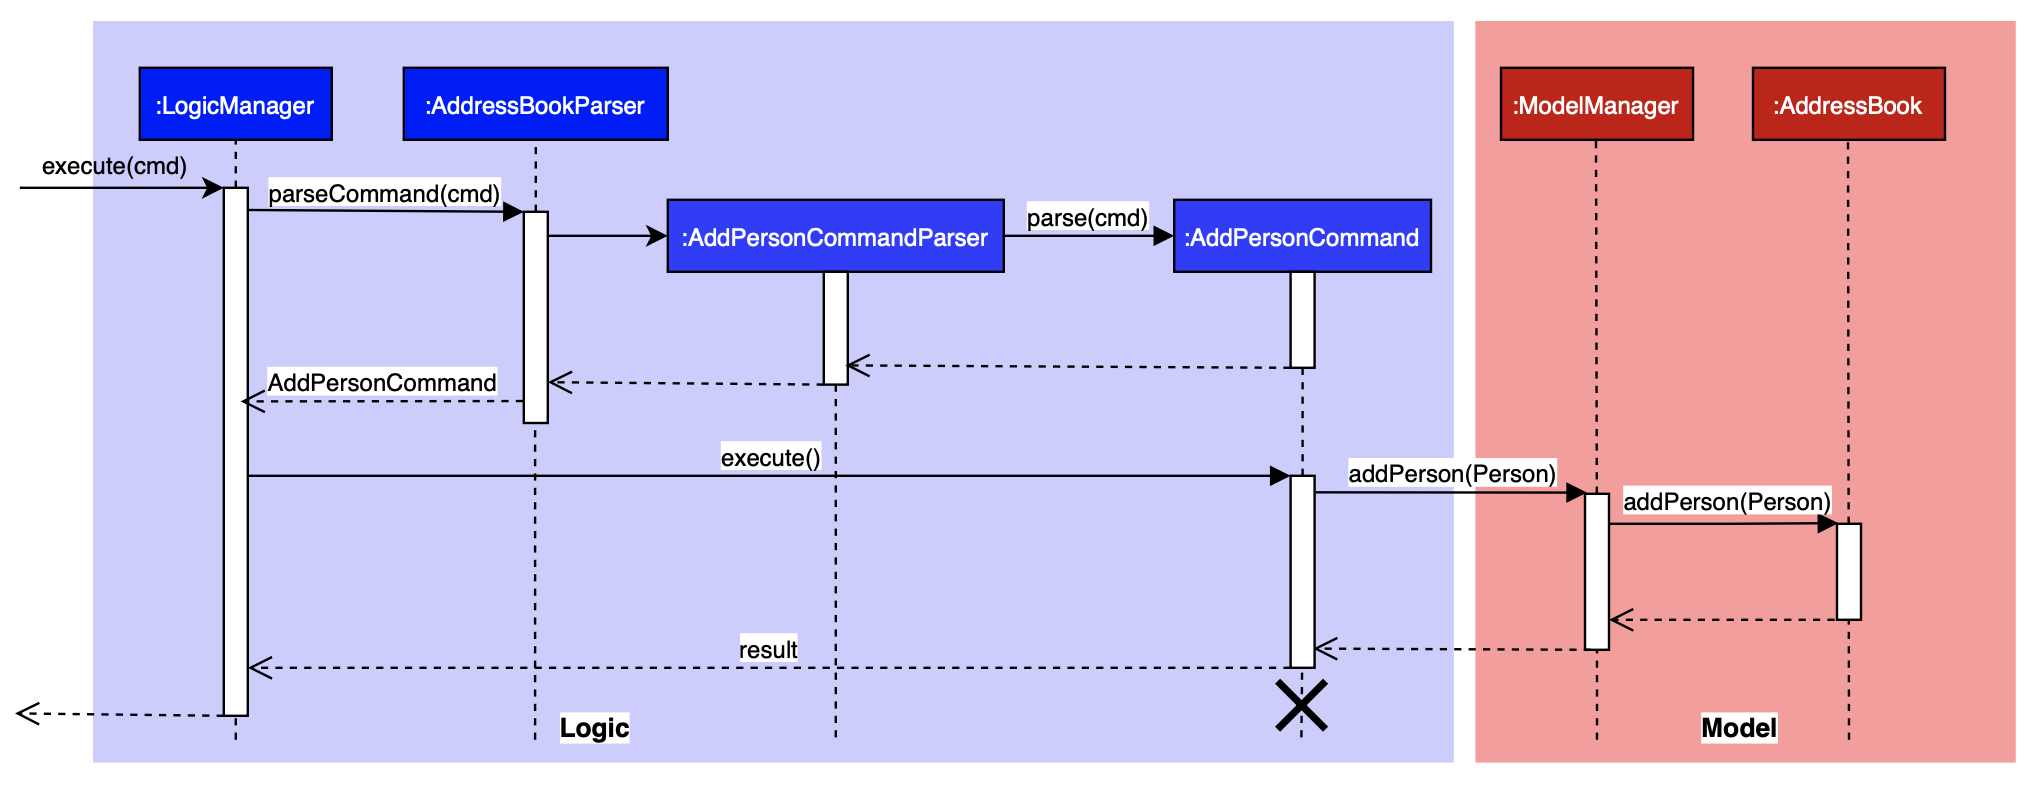 :LogicManager
:AddressBookParser
:ModelManager
:AddressBook
execute(cmd)
parseCommand(cmd)
:AddPersonCommandParser
parse(cmd)
:AddPersonCommand
AddPersonCommand
execute()
addPerson(Person)
addPerson(Person)
result
Logic
Model